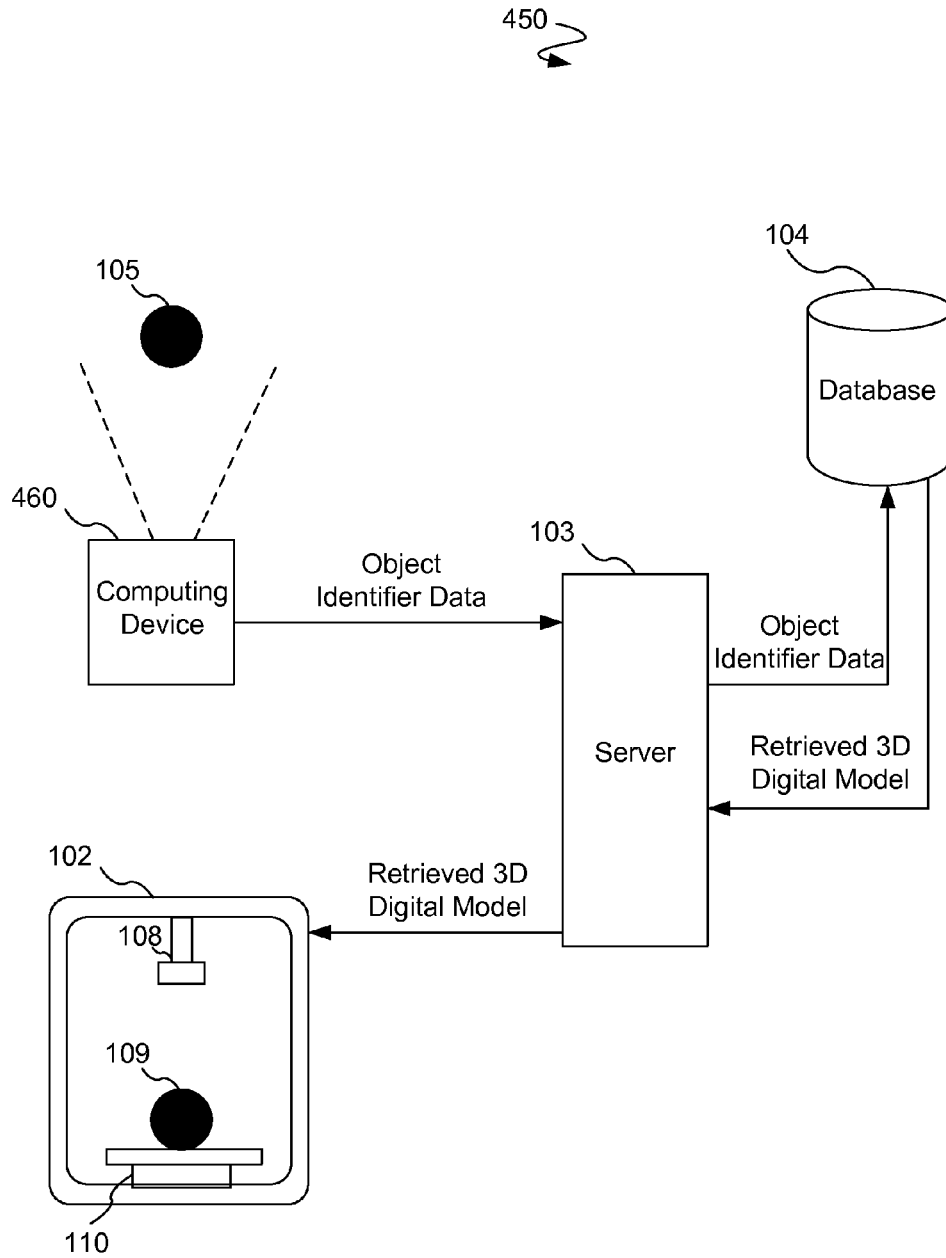 450
104
105
Database
460
103
Computing
Device
Object
Identifier Data
Object
Identifier Data
Server
Retrieved 3D
Digital Model
102
Retrieved 3D
Digital Model
108
109
110